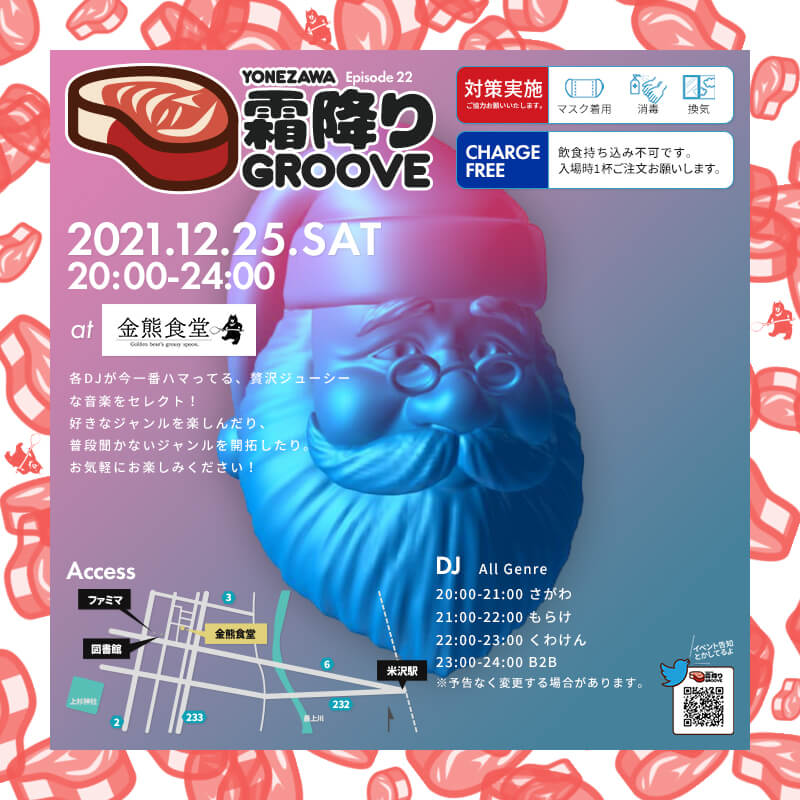 YONEZAWA Episode 22
霜降り
GROOVE
対策実施
ご協力お願いいたします。
マスク着用 消毒 換気
CHARGE
FREE
飲食持ち込み不可です。
入場時1杯ご注文お願いします。
2021.12.25.SAT
20:00-24:00
at 金熊食堂
Golden bear's greasy spoon.
各DJが今一番ハマってる、贅沢ジューシー
な音楽をセレクト！
好きなジャンルを楽しんだり、
普段聞かないジャンルを開拓したり。
お気軽にお楽しみください！
Access
ファミマ
3
金熊食堂
図書館
6
米沢駅
上杉神社
232
2
233
最上川
DJ All Genre
20:00-21:00 さがわ
21:00-22:00 もらけ
22:00-23:00 くわけん
23:00-24:00 B2B
※予告なく変更する場合があります。
イベント告知
とかしてるよ
霜降り
GROOVE